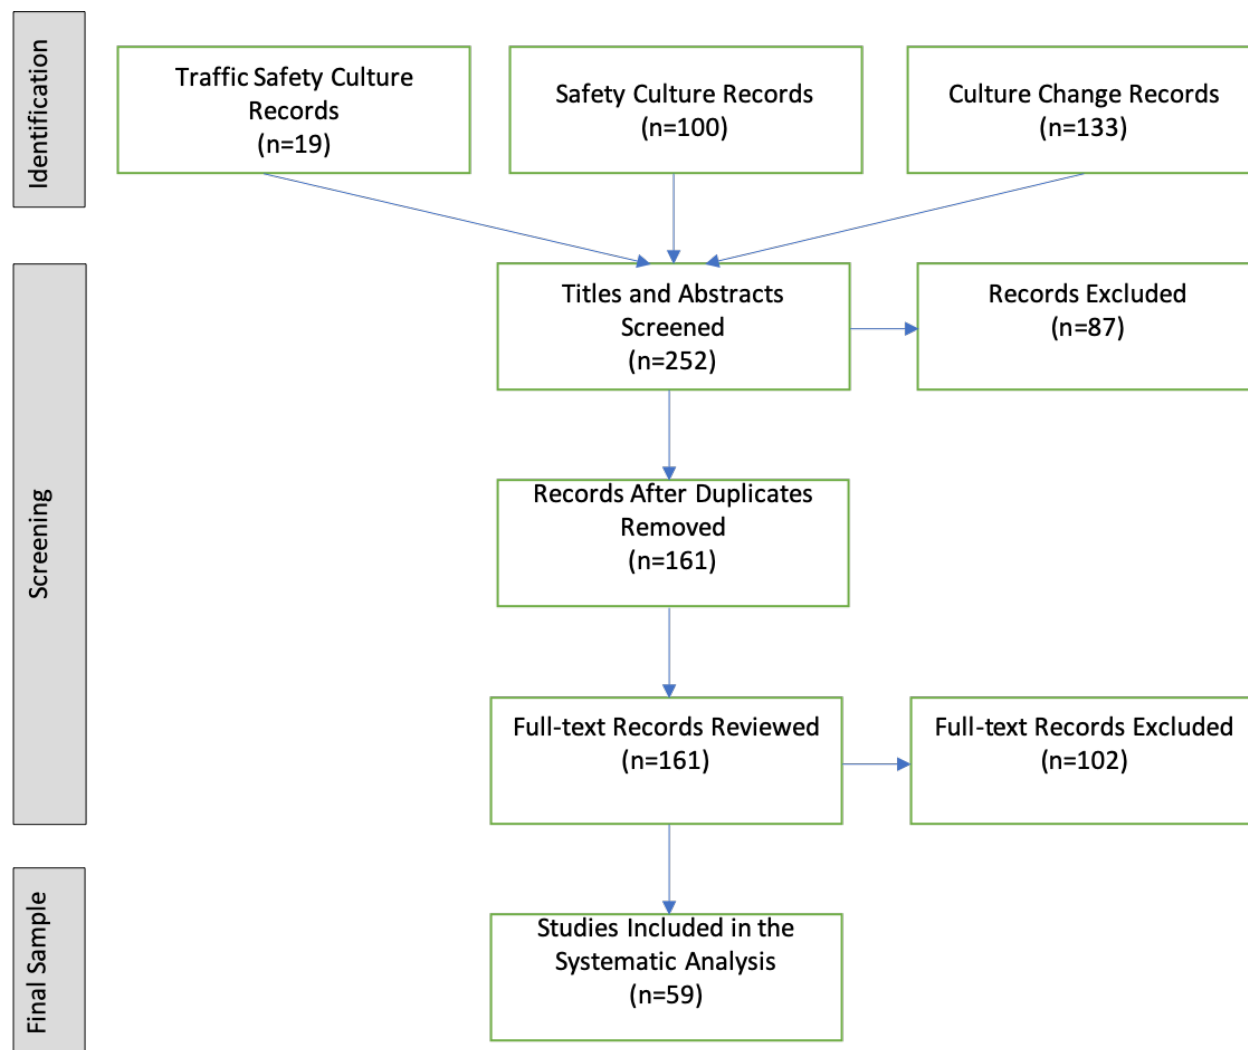 Identification
Traffic Safety Culture
Records
(n=19)
Safety Culture Records
(n=100)
Culture Change Records
(n=133)
Screening
Titles and Abstracts
Screened
(n=252)
Records Excluded
(n=87)
Records After Duplicates
Removed
(n=161)
Full-text Records Reviewed
(n=161)
Full-text Records Excluded
(n=102)
Final Sample
Studies Included in the
Systematic Analysis
(n=59)